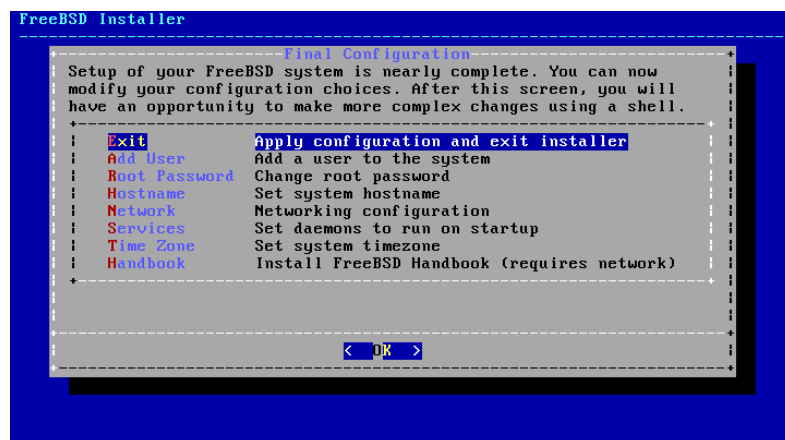 FreeBSD Installer
Final Configuration
Setup of your FreeBSD system is nearly complete. You can now
modify your configuration choices. After this screen, you will
have an opportunity to make more complex changes using a shell.
Exit Apply configuration and exit installer
Add User Add a user to the system
Root Password Change root password
Hostname Set system hostname
Network Networking configuration
Services Set daemons to run on startup
Time Zone Set system timezone
Handbook Install FreeBSD Handbook (requires network)
< OK >